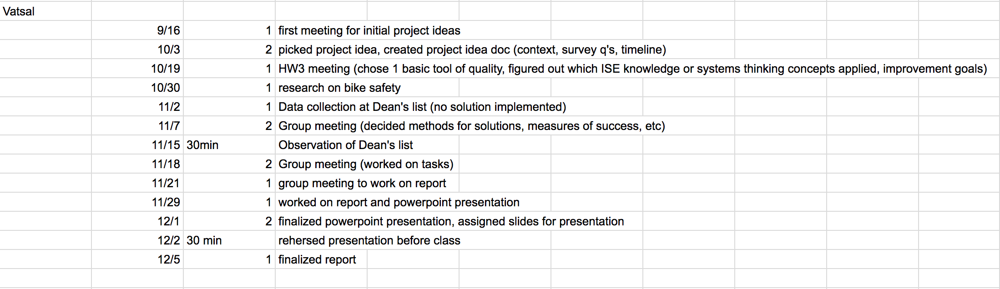 Vatsal
9/16 1 first meeting for initial project ideas
10/3 2 picked project idea, created project idea doc (context, survey q's, timeline)
10/19 1 HW3 meeting (chose 1 basic tool of quality, figured out which ISE knowledge or systems thinking concepts applied, improvement goals)
10/30 1 research on bike safety
11/2 1 Data collection at Dean's list (no solution implemented)
11/7 2 Group meeting (decided methods for solutions, measures of success, etc)
11/15 30min Observation of Dean's list
11/18 2 Group meeting (worked on tasks)
11/21 1 group meeting to work on report
11/29 1 worked on report and powerpoint presentation
12/1 2 finalized powerpoint presentation, assigned slides for presentation
12/2 30 min rehersed presentation before class
12/5 1 finalized report